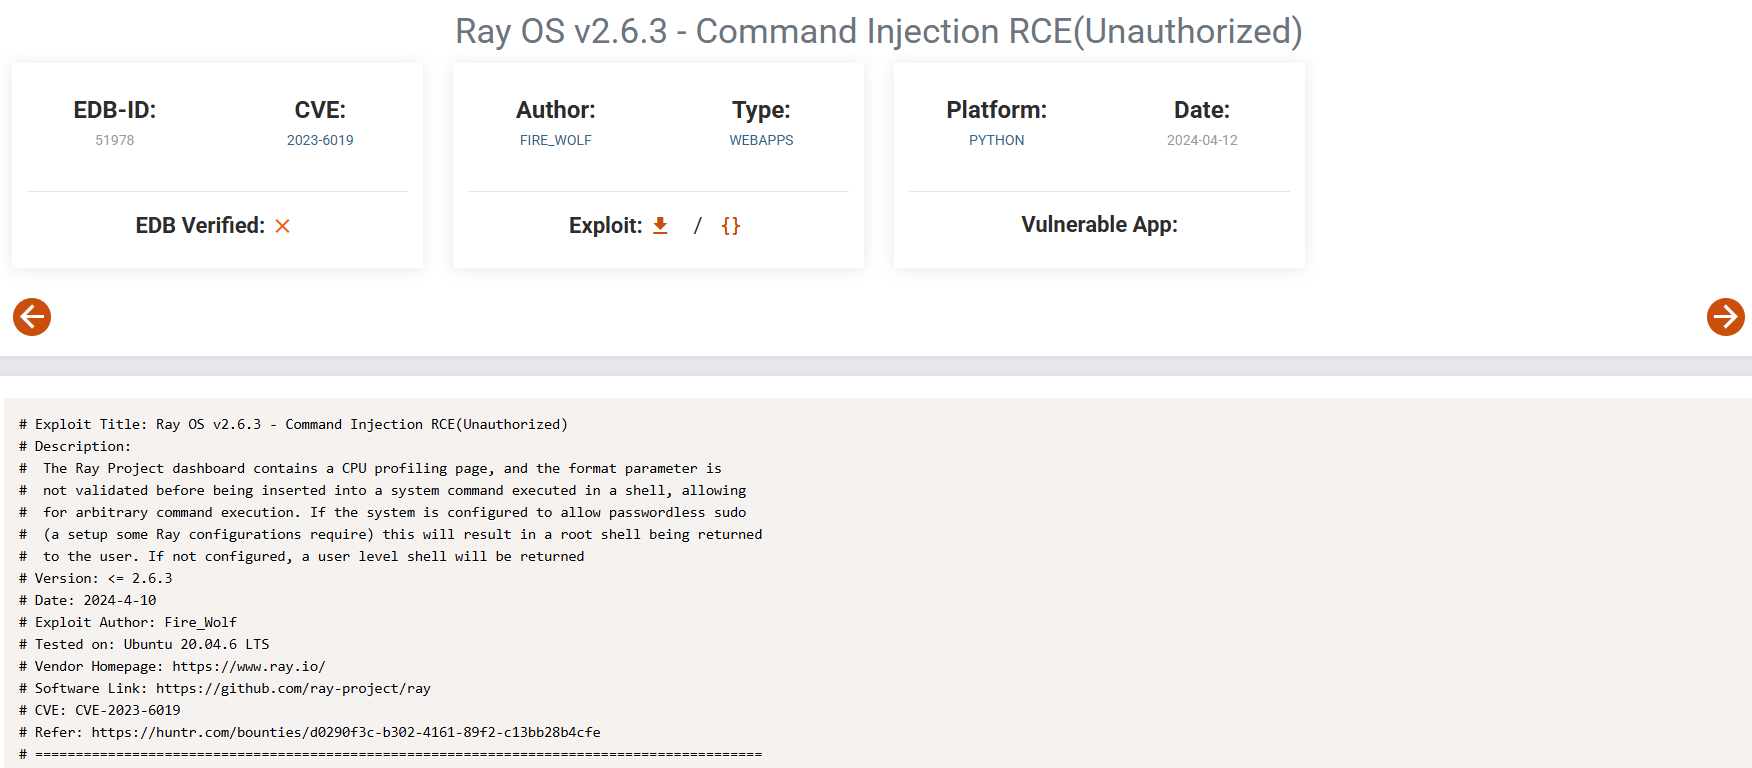 Ray OS v2.6.3 - Command Injection RCE(Unauthorized)
EDB-ID:
51978
CVE:
2023-6019
EDB Verified:
Author:
FIRE_WOLF
Type:
WEBAPPS
Exploit: / {}
Platform:
PYTHON
Date:
2024-04-12
Vulnerable App:
# Exploit Title: Ray OS v2.6.3 - Command Injection RCE(Unauthorized)
# Description:
#  The Ray Project dashboard contains a CPU profiling page, and the format parameter is
#  not validated before being inserted into a system command executed in a shell, allowing
#  for arbitrary command execution. If the system is configured to allow passwordless sudo
#  (a setup some Ray configurations require) this will result in a root shell being returned
#  to the user. If not configured, a user level shell will be returned
# Version: <= 2.6.3
# Date: 2024-4-10
# Exploit Author: Fire_Wolf
# Tested on: Ubuntu 20.04.6 LTS
# Vendor Homepage: https://www.ray.io/
# Software Link: https://github.com/ray-project/ray
# CVE: CVE-2023-6019
# Refer: https://huntr.com/bounties/d0290f3c-b302-4161-89f2-c13bb28b4cfe
# ==========================================================================================